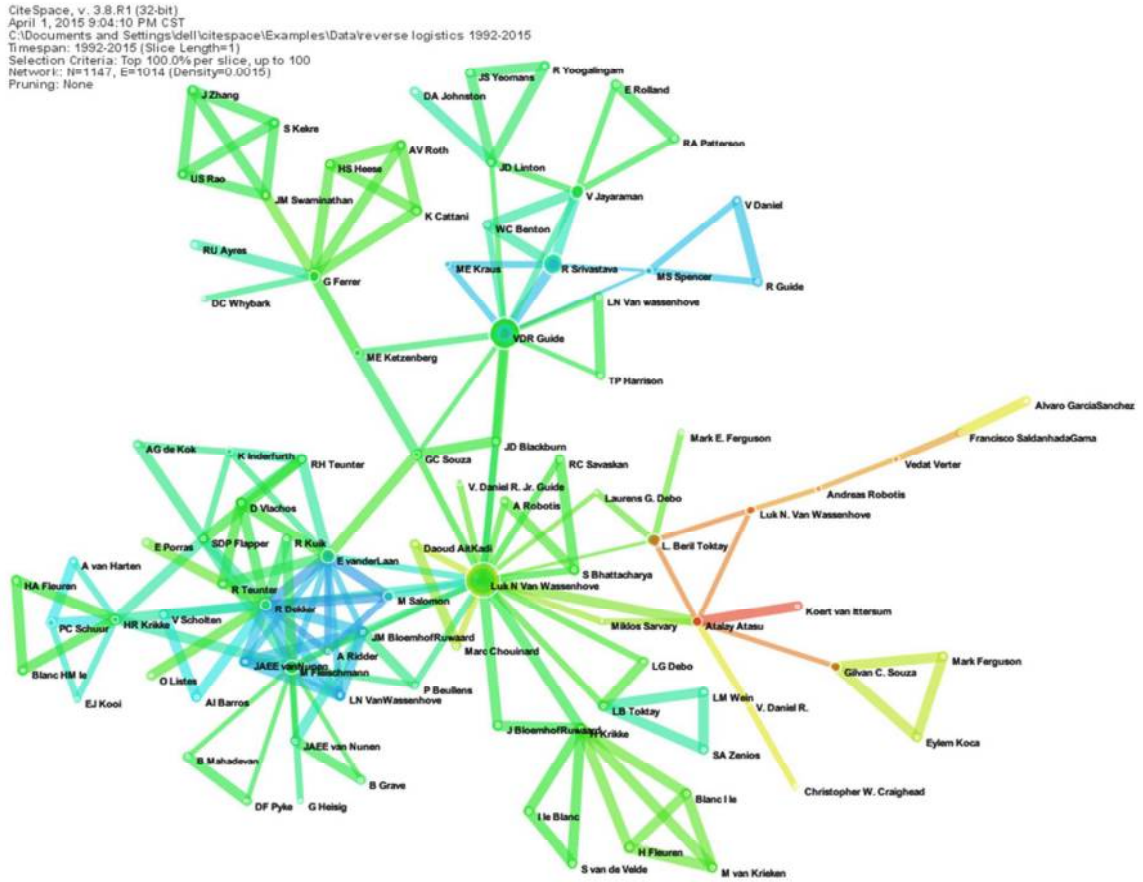 CiteSpace, v. 3.8.R1 (32-bit)
April 1, 2015 9:04:10 PM CST
C:\Documents and Settings\dell\citespace\Examples\Data\reverse logistics 1992-2015
Timespan: 1992-2015 (Slice Length=1)
Selection Criteria: Top 100.0% per slice, up to 100
Network: N=1147, E=1014 (Density=0.0015)
Pruning: None
J Zhang
S Kekre
US Rao
JM Swaminathan
HS Heese
AV Roth
K Cattani
RU Ayres
DC Whybark
G Ferrer
DA Johnston
JS Yeomans
R Yoogalingam
E Rolland
RA Patterson
JD Linton
V Jayaraman
WC Benton
V Daniel
ME Kraus
R Srivastava
MS Spencer
R Guide
LN Van wassenhove
VDR Guide
ME Ketzenberg
TP Harrison
Alvaro GarciaSanchez
Mark E. Ferguson
Francisco SaldanhadaGama
AG de Kok
K Inderfurth
RH Teunter
GC Souza
JD Blackburn
RC Savaskan
Vedat Verter
V. Daniel R. Jr. Guide
Andreas Robotis
Laurens G. Debo
A Robotis
D Vlachos
Luk N. Van Wassenhove
E Porras
SDP Flapper
R Kuik
L. Beril Toktay
Daoud AitKadi
E vanderLaan
A van Harten
S Bhattacharya
HA Fleuren
R Teunter
Luk N Van Wassenhove
M Salomon
R Dekker
Koert van Ittersum
PC Schuur
HR Krikke
V Scholten
Miklos Sarvary
Atalay Atasu
JM BloemhofRuwaard
A Ridder
Marc Chouinard
Blanc HM le
JAEE vanNunen
M Fleischmann
LG Debo
Gilvan C. Souza
Mark Ferguson
O Listes
P Beullens
EJ Kooi
AI Barros
LN VanWassenhove
LM Wein
LB Toktay
V. Daniel R.
J BloemhofRuwaard
H Krikke
Eylem Koca
JAEE van Nunen
SA Zenios
B Mahadevan
B Grave
Christopher W. Craighead
DF Pyke
G Heisig
Blanc I le
I le Blanc
H Fleuren
S van de Velde
M van Krieken